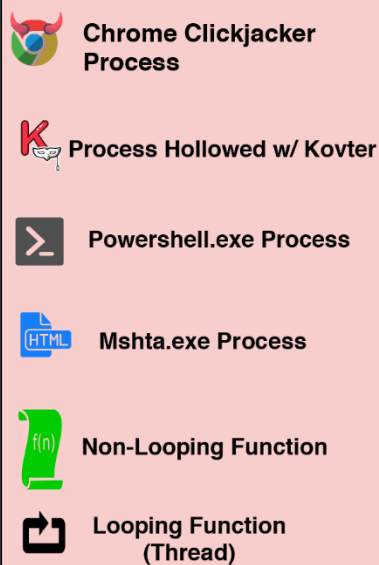 Chrome Clickjacker
Process
K
Process Hollowed w/ Kovter
Powershell.exe Process
HTML
Mshta.exe Process
f(n)
Non-Looping Function
Looping Function
(Thread)